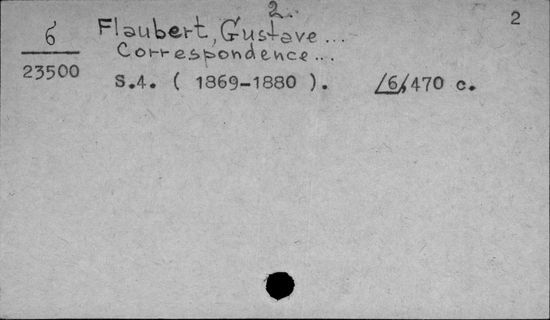 2.
2
6
23500
Flaubert, Gustave...
Correspondence...
S.4. ( 1869-1880 ). /6/,470 c.